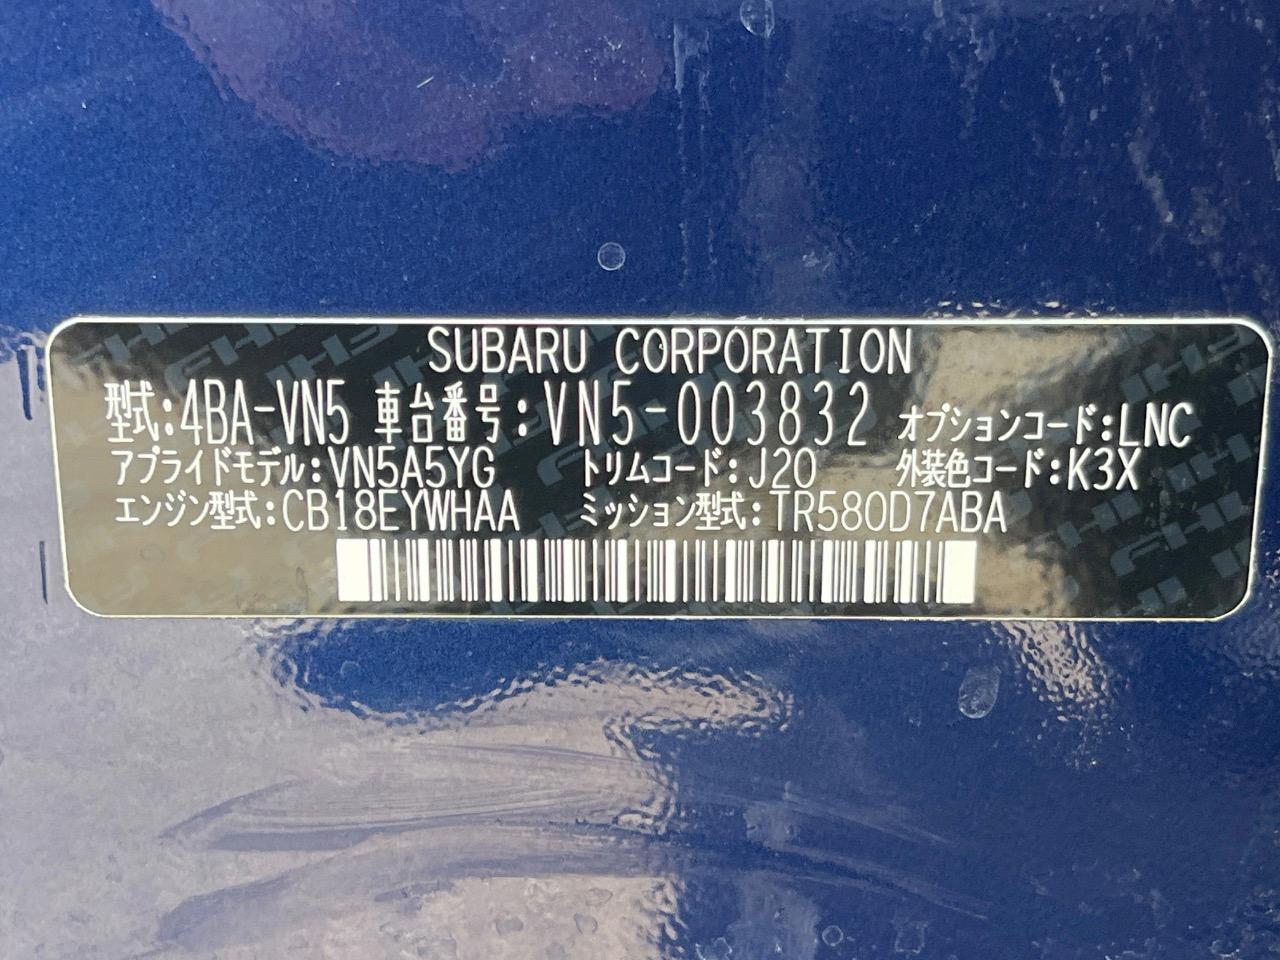 SUBARU CORPORATION
型式:4BA-VN5 車台番号:VN5-003832 オプションコード:LNC
アプライドモデル:VN5A5YG トリムコード:J20 外装色コード:K3X
エンジン型式:CB18EYWHAA ミッション型式:TR580D7ABA